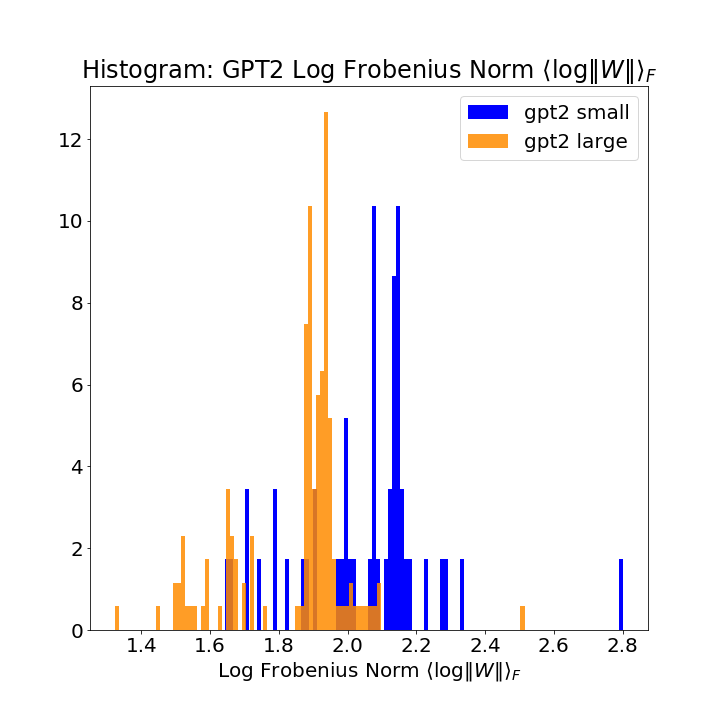 Histogram: GPT2 Log Frobenius Norm ⟨log‖W‖⟩F
gpt2 small
gpt2 large
12
10
8
6
4
2
0
1.4 1.6 1.8 2.0 2.2 2.4 2.6 2.8
Log Frobenius Norm ⟨log‖W‖⟩F